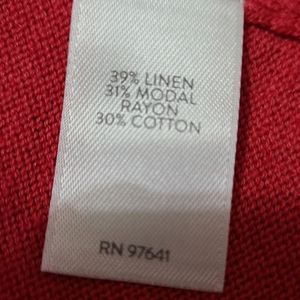 39% LINEN
31% MODAL
RAYON
30% COTTON
RN 97641